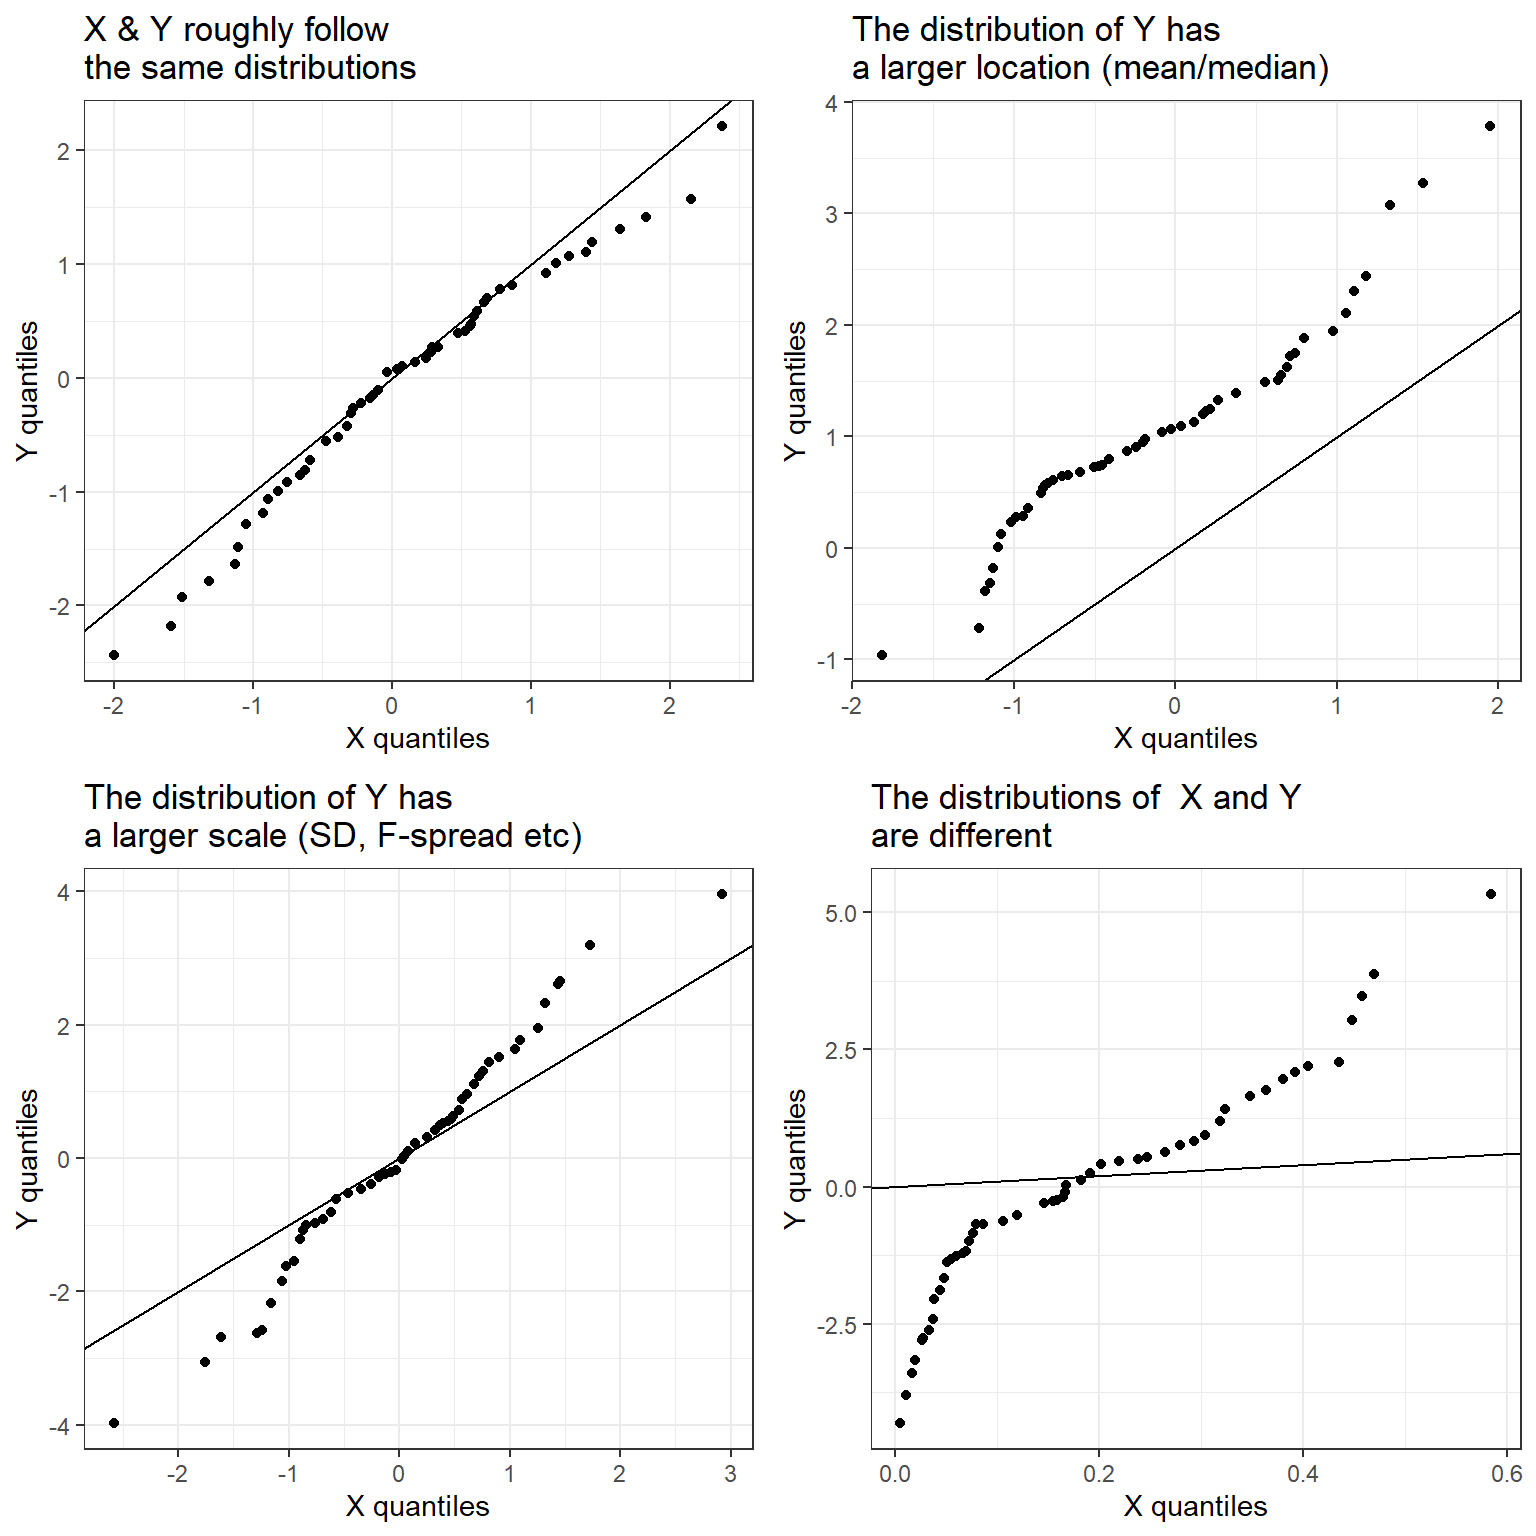 X & Y roughly follow
the same distributions
2
1
0
-1
-2
Y quantiles
-2
-1
0
1
2
X quantiles
The distribution of Y has
a larger location (mean/median)
4
3
2
1
0
-1
Y quantiles
-2
-1
0
1
2
X quantiles
The distribution of Y has
a larger scale (SD, F-spread etc)
4
2
0
-2
-4
Y quantiles
-2
-1
0
1
2
3
X quantiles
The distributions of  X and Y
are different
5.0
2.5
0.0
-2.5
Y quantiles
0.0
0.2
0.4
0.6
X quantiles